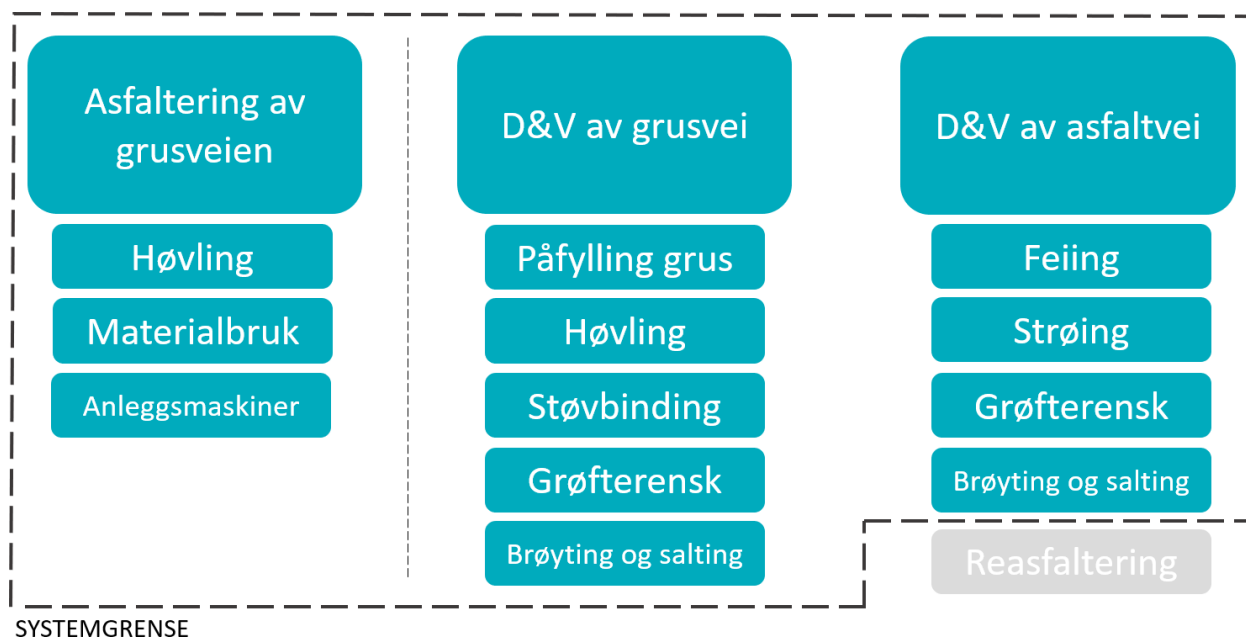 Asfaltering av
grusveien
Høvling
Materialbruk
Anleggsmaskiner
D&V av grusvei
Påfylling grus
Høvling
Støvbinding
Grøfterensk
Brøyting og salting
D&V av asfaltvei
Feiing
Strøing
Grøfterensk
Brøyting og salting
Reasfaltering
SYSTEMGRENSE